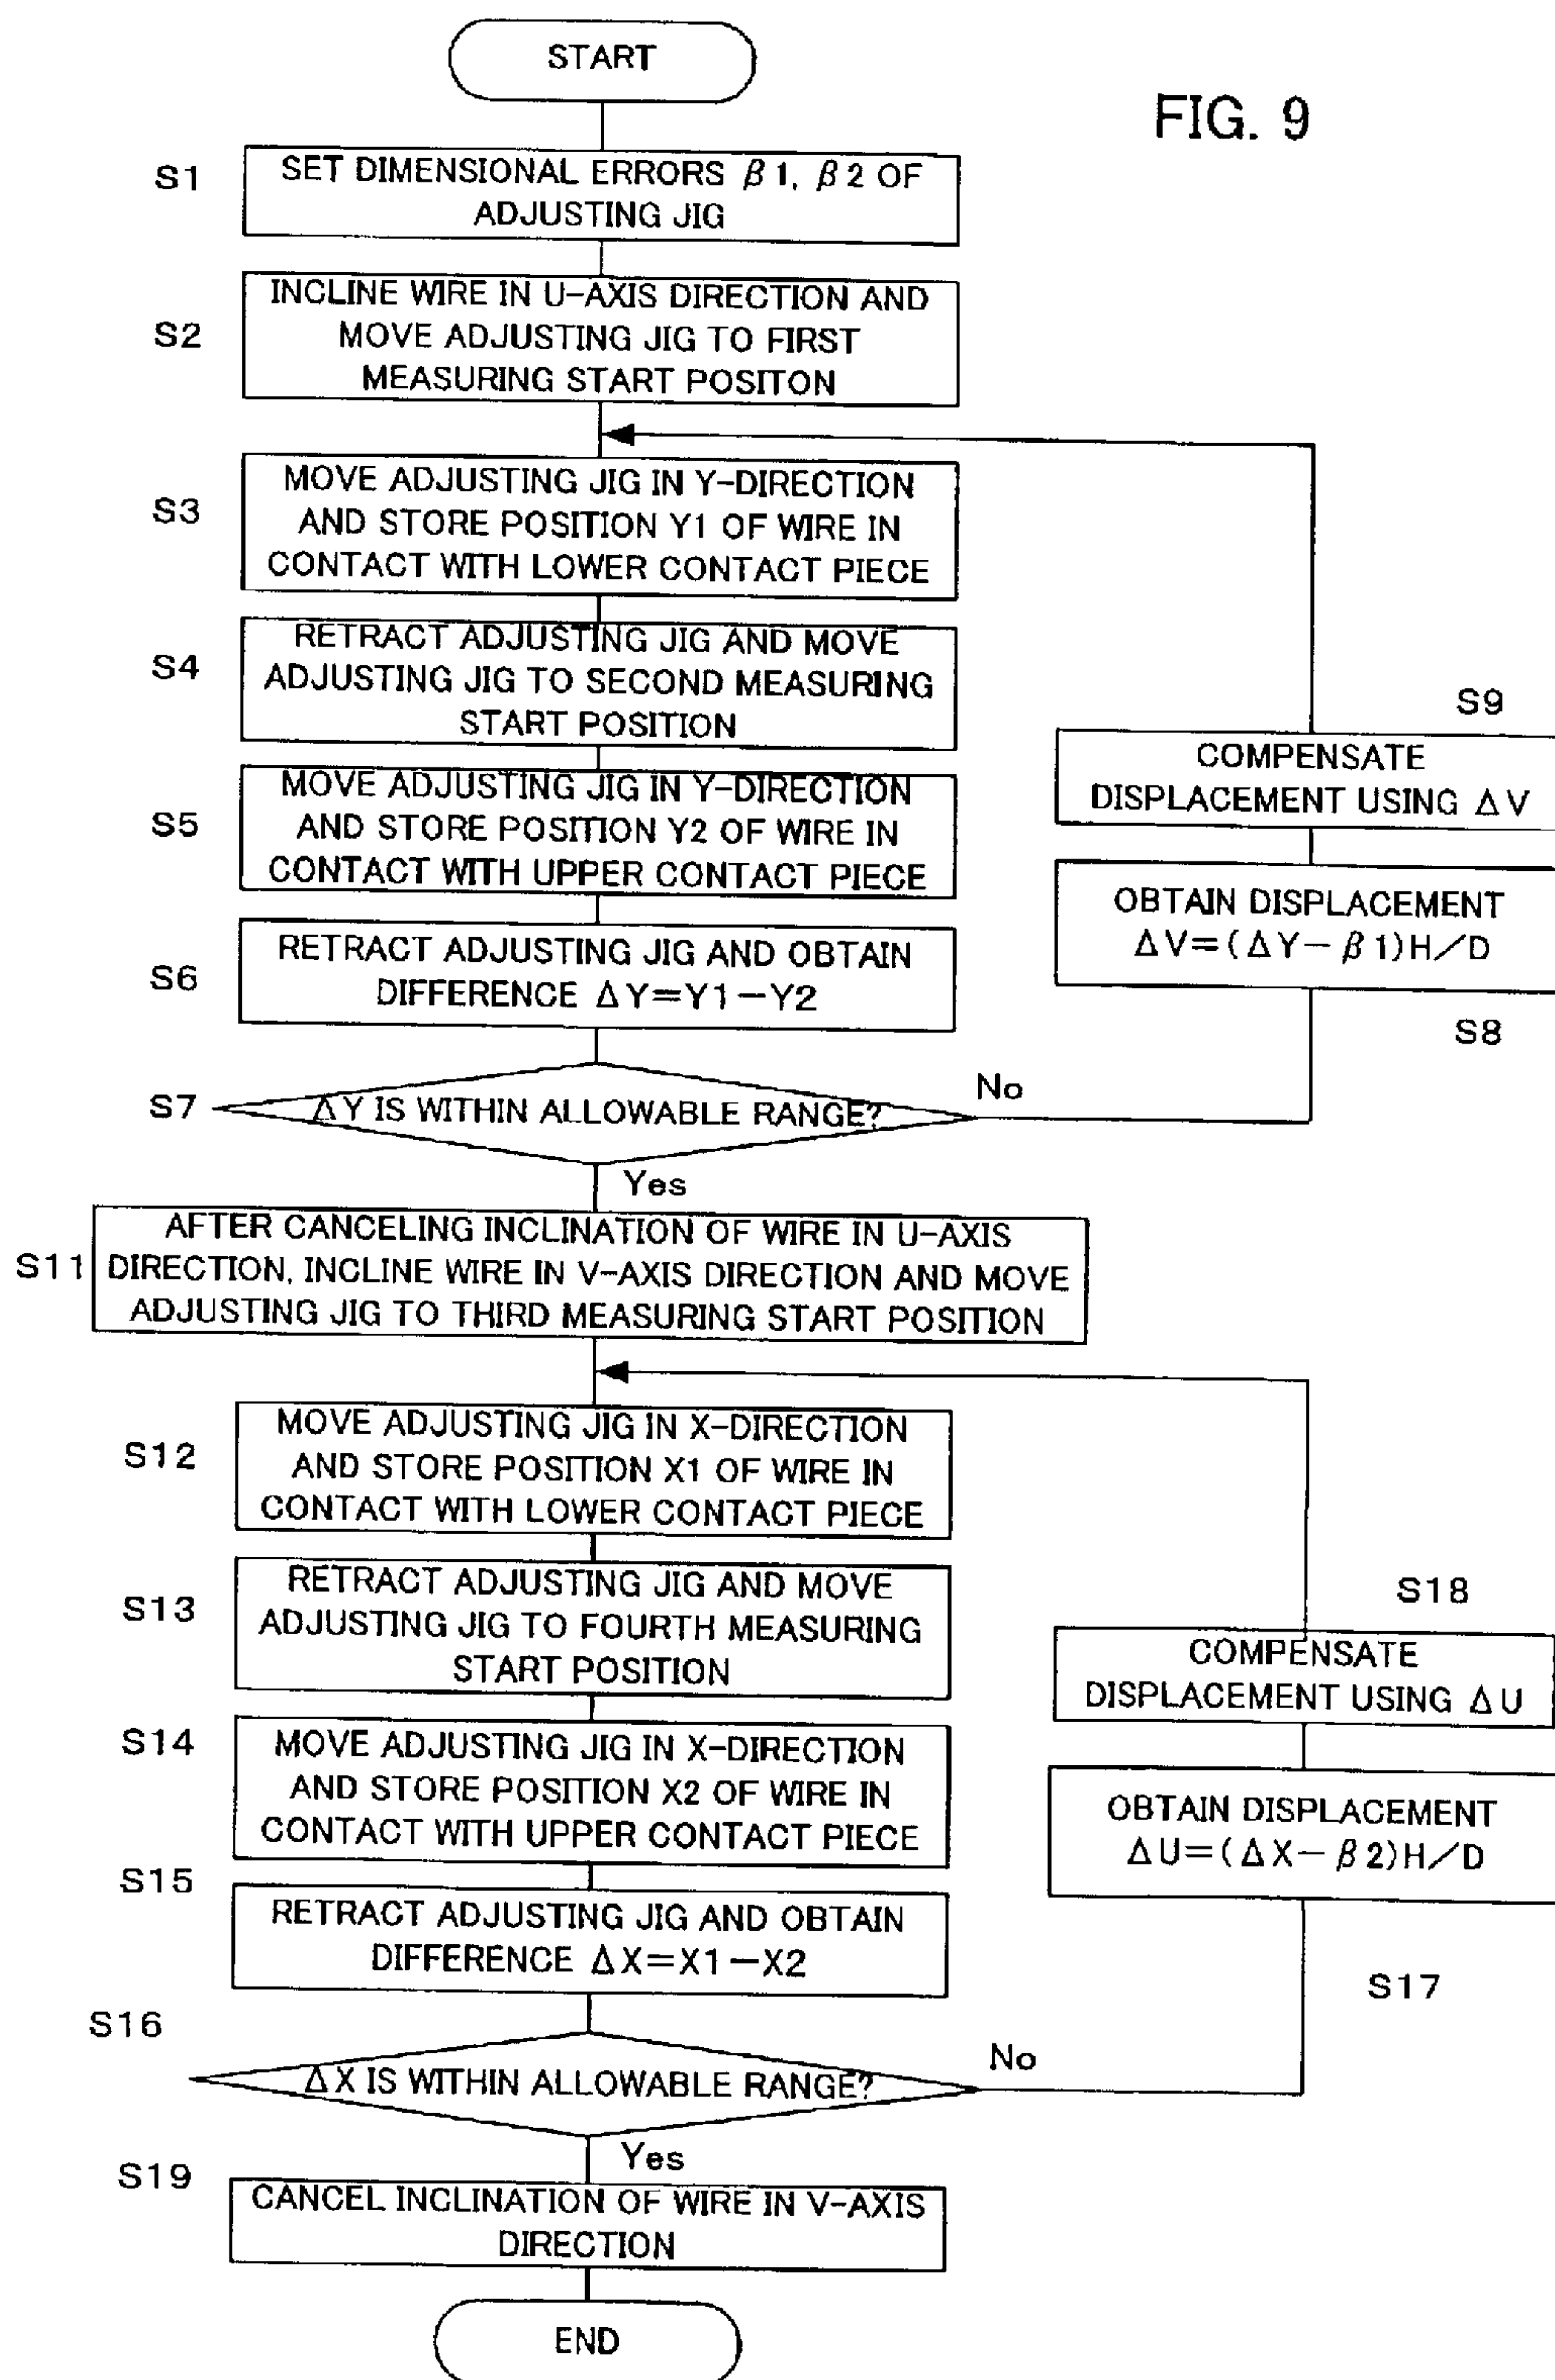 START
FIG. 9
S1
SET DIMENSIONAL ERRORS β1, β2 OF
ADJUSTING JIG
S2
INCLINE WIRE IN U-AXIS DIRECTION AND
MOVE ADJUSTING JIG TO FIRST
MEASURING START POSITON
S3
MOVE ADJUSTING JIG IN Y-DIRECTION
AND STORE POSITION Y1 OF WIRE IN
CONTACT WITH LOWER CONTACT PIECE
S4
RETRACT ADJUSTING JIG AND MOVE
ADJUSTING JIG TO SECOND MEASURING
START POSITION
S5
MOVE ADJUSTING JIG IN Y-DIRECTION
AND STORE POSITION Y2 OF WIRE IN
CONTACT WITH UPPER CONTACT PIECE
S6
RETRACT ADJUSTING JIG AND OBTAIN
DIFFERENCE ΔY=Y1-Y2
S7
ΔY IS WITHIN ALLOWABLE RANGE?
No
Yes
S9
COMPENSATE
DISPLACEMENT USING ΔV
OBTAIN DISPLACEMENT
ΔV=(ΔY-β1)H/D
S8
S11
AFTER CANCELING INCLINATION OF WIRE IN U-AXIS
DIRECTION, INCLINE WIRE IN V-AXIS DIRECTION AND MOVE
ADJUSTING JIG TO THIRD MEASURING START POSITION
S12
MOVE ADJUSTING JIG IN X-DIRECTION
AND STORE POSITION X1 OF WIRE IN
CONTACT WITH LOWER CONTACT PIECE
S13
RETRACT ADJUSTING JIG AND MOVE
ADJUSTING JIG TO FOURTH MEASURING
START POSITION
S14
MOVE ADJUSTING JIG IN X-DIRECTION
AND STORE POSITION X2 OF WIRE IN
CONTACT WITH UPPER CONTACT PIECE
S15
RETRACT ADJUSTING JIG AND OBTAIN
DIFFERENCE ΔX=X1-X2
S16
ΔX IS WITHIN ALLOWABLE RANGE?
No
Yes
S18
COMPENSATE
DISPLACEMENT USING ΔU
OBTAIN DISPLACEMENT
ΔU=(ΔX-β2)H/D
S17
S19
CANCEL INCLINATION OF WIRE IN V-AXIS
DIRECTION
END